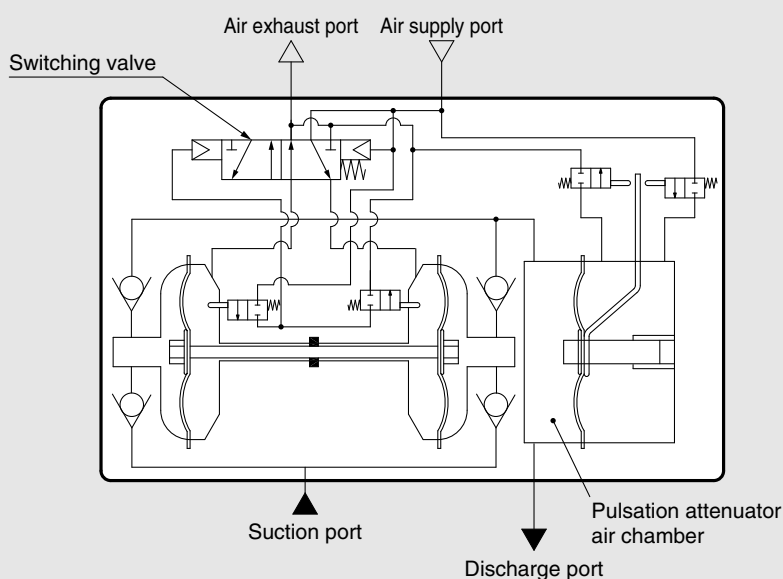 Air exhaust port
Air supply port
Switching valve
Suction port
Pulsation attenuator
air chamber
Discharge port